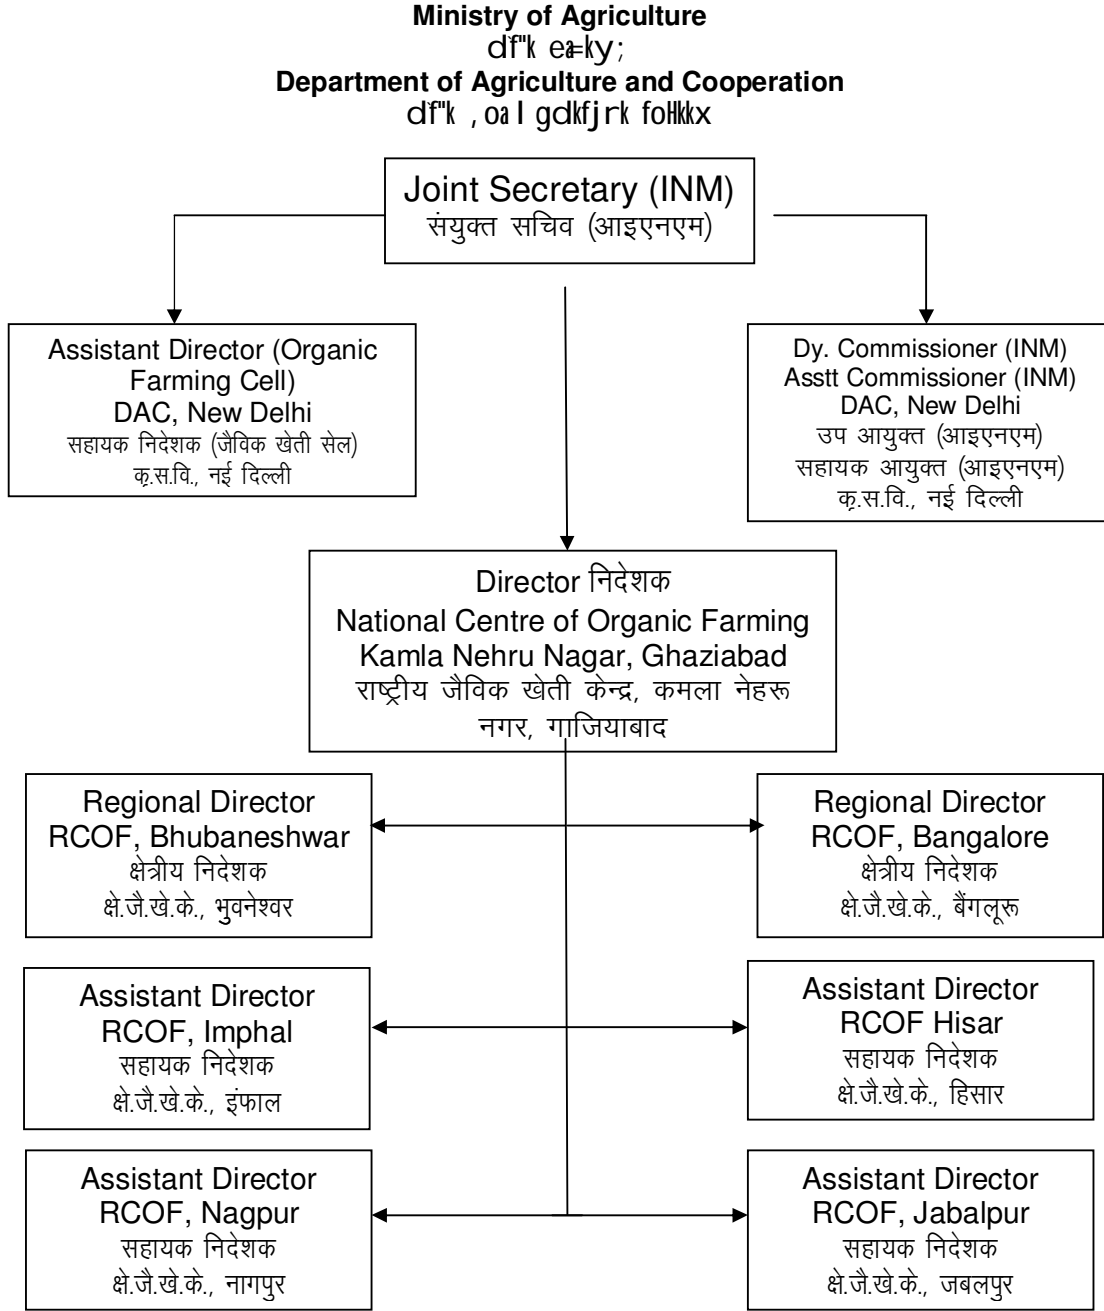 Ministry of Agriculture
df"k ea=ky;
Department of Agriculture and Cooperation
df"k ,oa lgdkfjrk foHkkx
Joint Secretary (INM)
संयुक्त सचिव (आइएनएम)
Assistant Director (Organic
Farming Cell)
DAC, New Delhi
सहायक निदेशक (जैविक खेती सेल)
कृ.स.वि., नई दिल्ली
Dy. Commissioner (INM)
Asstt Commissioner (INM)
DAC, New Delhi
उप आयुक्त (आइएनएम)
सहायक आयुक्त (आइएनएम)
कृ.स.वि., नई दिल्ली
Director निदेशक
National Centre of Organic Farming
Kamla Nehru Nagar, Ghaziabad
राष्ट्रीय जैविक खेती केन्द्र, कमला नेहरू
नगर, गाजियाबाद
Regional Director
RCOF, Bhubaneshwar
क्षेत्रीय निदेशक
क्षे.जै.खे.के., भुवनेश्वर
Regional Director
RCOF, Bangalore
क्षेत्रीय निदेशक
क्षे.जै.खे.के., बैंगलूरू
Assistant Director
RCOF, Imphal
सहायक निदेशक
क्षे.जै.खे.के., इंफाल
Assistant Director
RCOF Hisar
सहायक निदेशक
क्षे.जै.खे.के., हिसार
Assistant Director
RCOF, Nagpur
सहायक निदेशक
क्षे.जै.खे.के., नागपुर
Assistant Director
RCOF, Jabalpur
सहायक निदेशक
क्षे.जै.खे.के., जबलपुर